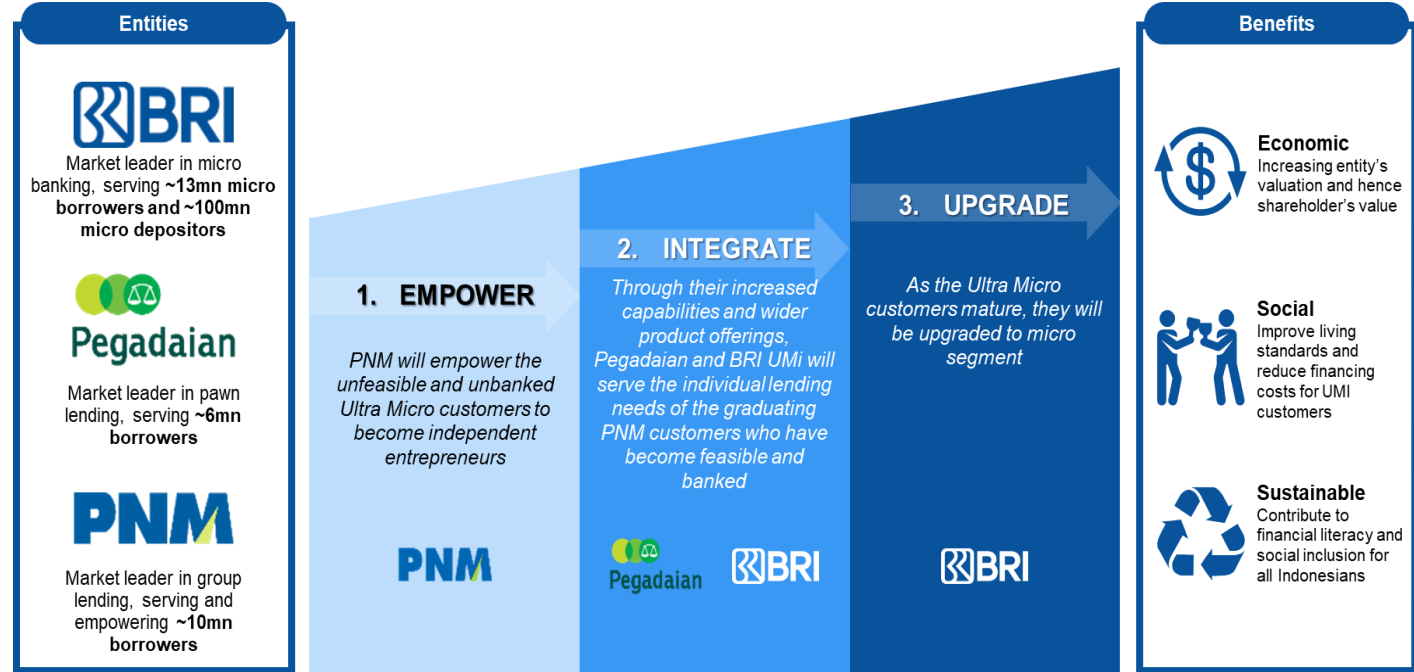 Entities
BRI
Market leader in micro
banking, serving ~13mn micro
borrowers and ~100mn
micro depositors
Pegadaian
Market leader in pawn
lending, serving ~6mn
borrowers
PNM
Market leader in group
lending, serving and
empowering ~10mn
borrowers
1. EMPOWER
PNM will empower the
unfeasible and unbanked
Ultra Micro customers to
become independent
entrepreneurs
PNM
2. INTEGRATE
Through their increased
capabilities and wider
product offerings,
Pegadaian and BRI UMi will
serve the individual lending
needs of the graduating
PNM customers who have
become feasible and
banked
Pegadaian
BRI
3. UPGRADE
As the Ultra Micro
customers mature, they will
be upgraded to micro
segment
BRI
Benefits
$
Economic
Increasing entity's
valuation and hence
shareholder's value
Social
Improve living
standards and
reduce financing
costs for UMI
customers
Sustainable
Contribute to
financial literacy and
social inclusion for
all Indonesians